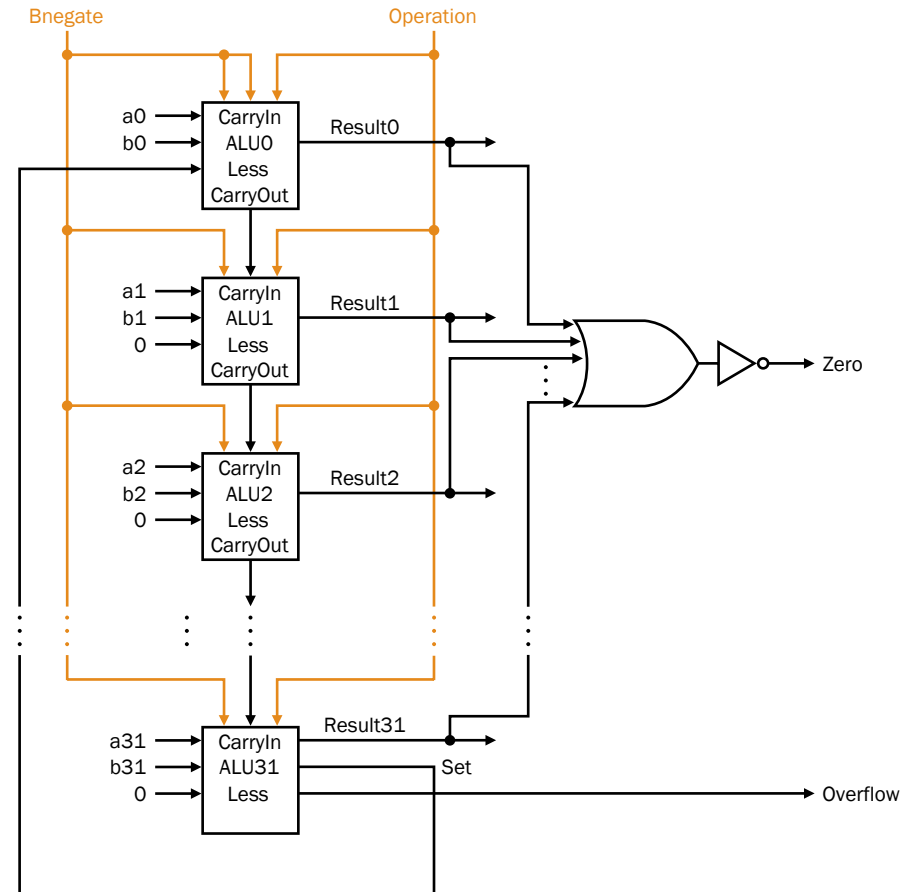 Bnegate
Operation
a0
b0
CarryIn
ALU0
Less
CarryOut
Result0
a1
b1
0
CarryIn
ALU1
Less
CarryOut
Result1
Zero
a2
b2
0
CarryIn
ALU2
Less
CarryOut
Result2
a31
b31
0
CarryIn
ALU31
Less
Result31
Set
Overflow